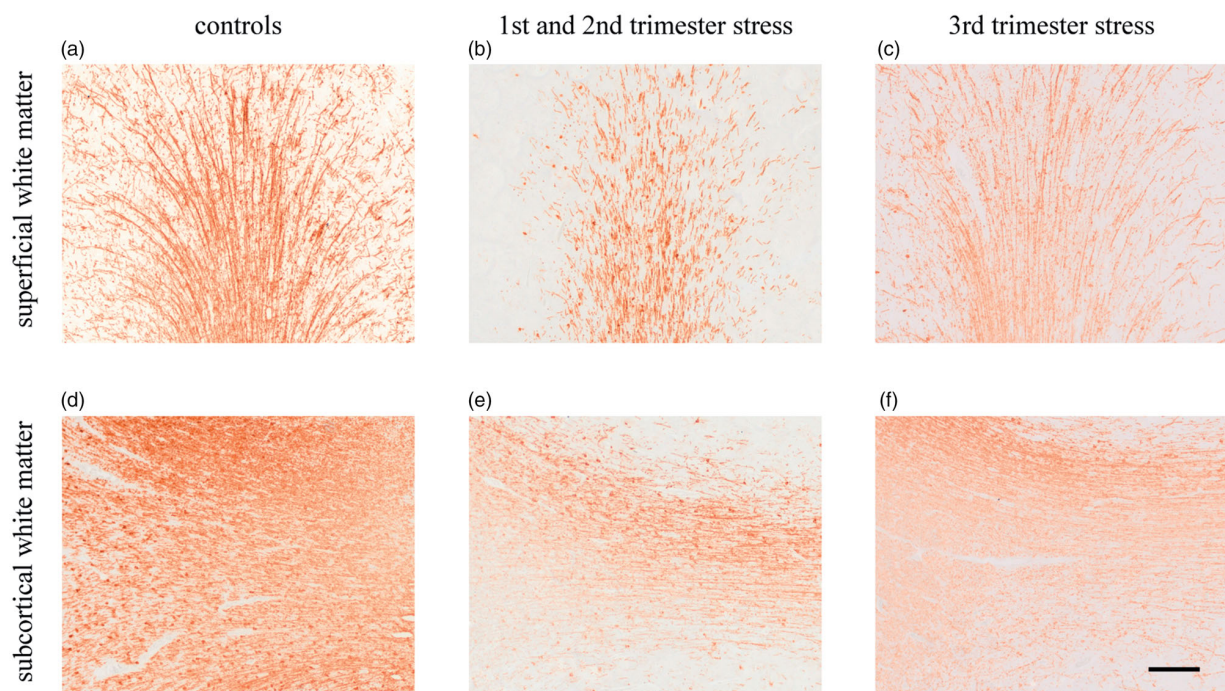 controls
1st and 2nd trimester stress
3rd trimester stress
(a)
(b)
(c)
superficial white matter
(d)
(e)
(f)
subcortical white matter